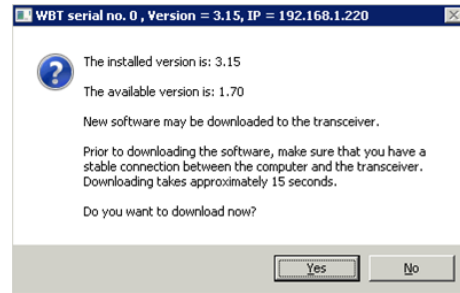 WBT serial no. 0 , Version = 3.15, IP = 192.168.1.220
The installed version is: 3.15
The available version is: 1.70
New software may be downloaded to the transceiver.
Prior to downloading the software, make sure that you have a
stable connection between the computer and the transceiver.
Downloading takes approximately 15 seconds.
Do you want to download now?
Yes No